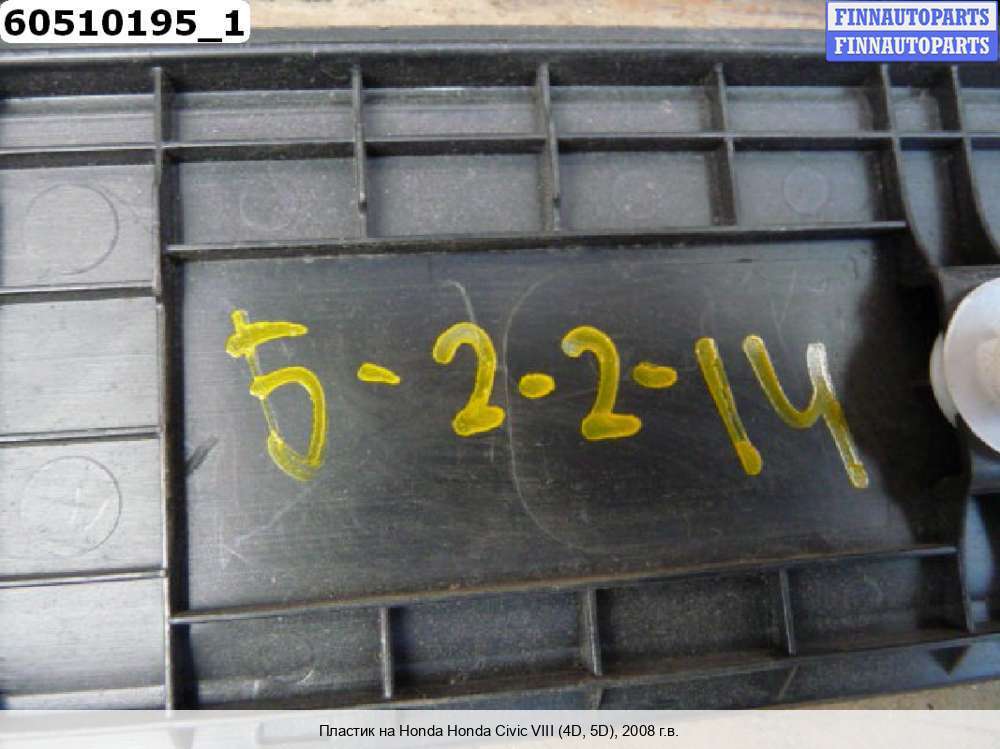 60510195_1
FINNAUTOPARTS
FINNAUTOPARTS
5-2-2-14
Пластик на Honda Honda Civic VIII (4D, 5D), 2008 г.в.